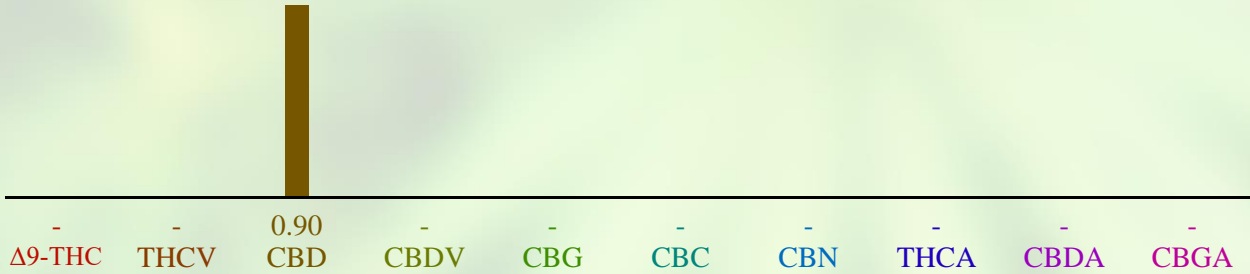 - - 0.90 - - - - - - -
Δ9-THC THCV CBD CBDV CBG CBC CBN THCA CBDA CBGA